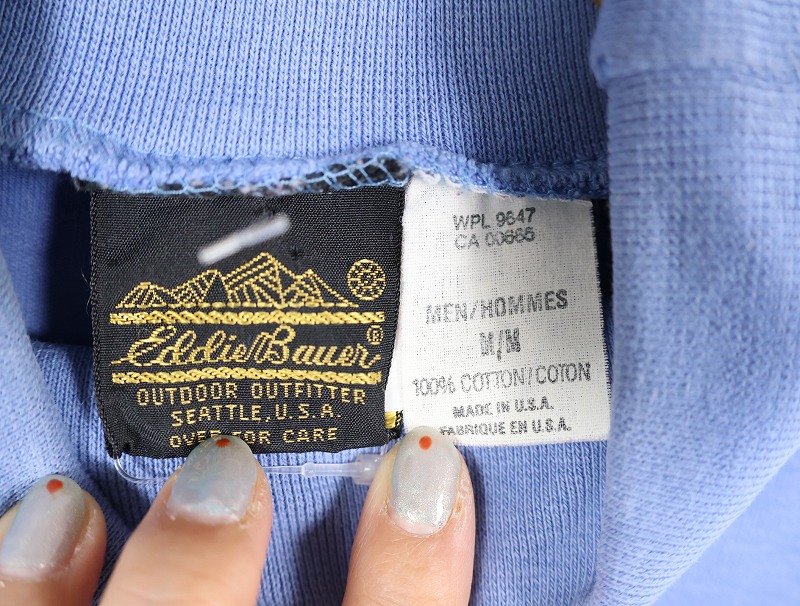 Eddie Bauer®
OUTDOOR OUTFITTER
SEATTLE, U.S.A.
OVER FOR CARE
WPL 9647
CA 00666
MEN/HOMMES
M/M
100% COTTON/COTON
MADE IN U.S.A.
FABRIQUE EN U.S.A.